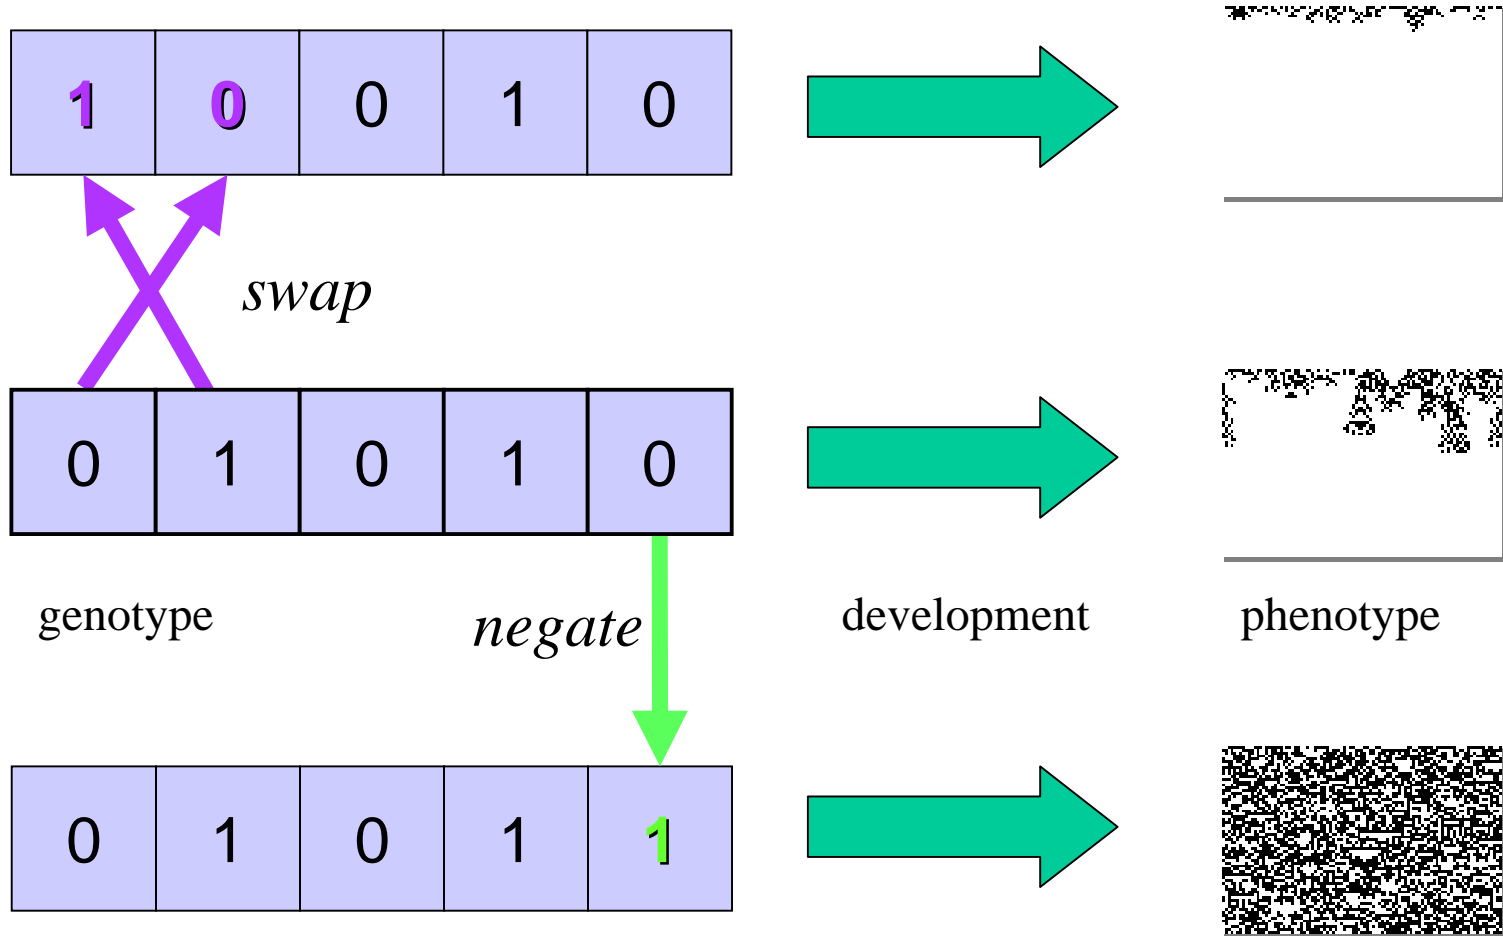 1 0 0 1 0
swap
0 1 0 1 0
genotype
negate
development
phenotype
0 1 0 1 1